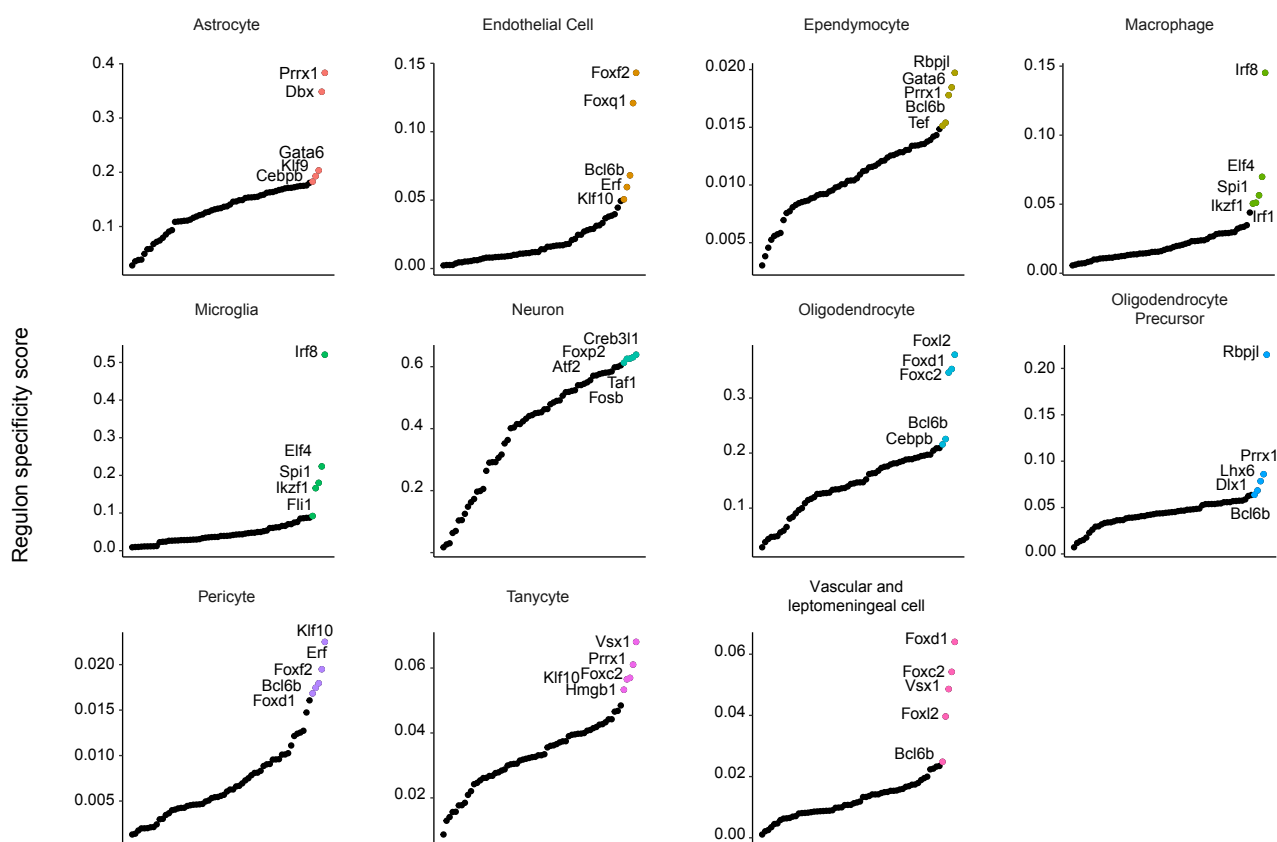 Regulon specificity score
Astrocyte
0.4
0.3
0.2
0.1
Prrx1
Dbx
Gata6
Klf9
Cebpb
Endothelial Cell
0.15
0.10
0.05
0.00
Foxf2
Foxq1
Bcl6b
Erf
Klf10
Ependymocyte
0.020
0.015
0.010
0.005
Rbpjl
Gata6
Prrx1
Bcl6b
Tef
Macrophage
0.15
0.10
0.05
0.00
Irf8
Elf4
Spi1
Ikzf1
Irf1
Microglia
0.5
0.4
0.3
0.2
0.1
0.0
Irf8
Elf4
Spi1
Ikzf1
Fli1
Neuron
0.6
0.4
0.2
Creb3l1
Foxp2
Atf2
Taf1
Fosb
Oligodendrocyte
0.3
0.2
0.1
Foxl2
Foxd1
Foxc2
Bcl6b
Cebpb
Oligodendrocyte
Precursor
0.20
0.15
0.10
0.05
0.00
Rbpjl
Prrx1
Lhx6
Dlx1
Bcl6b
Pericyte
0.020
0.015
0.010
0.005
Klf10
Erf
Foxf2
Bcl6b
Foxd1
Tanycyte
0.06
0.04
0.02
Vsx1
Prrx1
Klf10 Foxc2
Hmgb1
Vascular and
leptomeningeal cell
0.06
0.04
0.02
0.00
Foxd1
Foxc2
Vsx1
Foxl2
Bcl6b